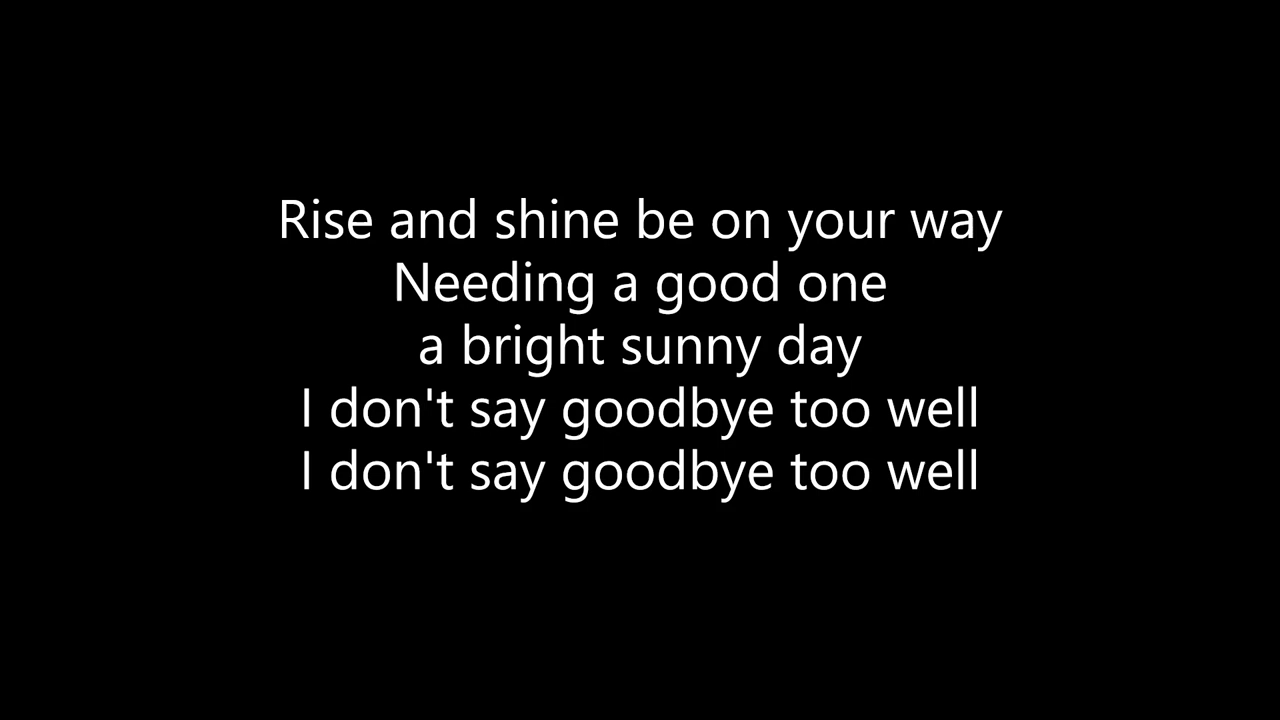 Rise and shine be on your way
Needing a good one
a bright sunny day
I don't say goodbye too well
I don't say goodbye too well